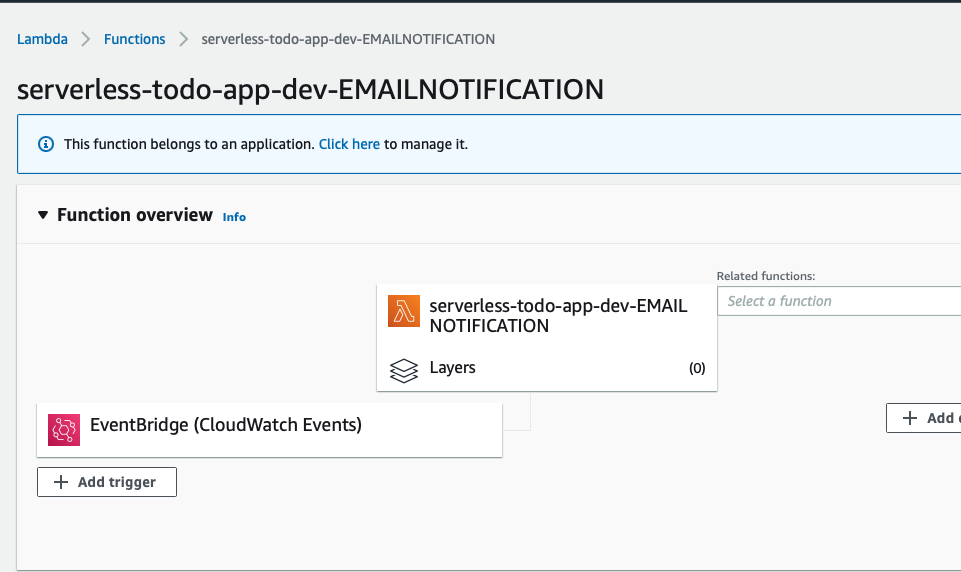 Lambda > Functions > serverless-todo-app-dev-EMAILNOTIFICATION
serverless-todo-app-dev-EMAILNOTIFICATION
This function belongs to an application. Click here to manage it.
Function overview Info
Related functions:
Select a function
serverless-todo-app-dev-EMAIL
NOTIFICATION
Layers (0)
EventBridge (CloudWatch Events)
Add
Add trigger